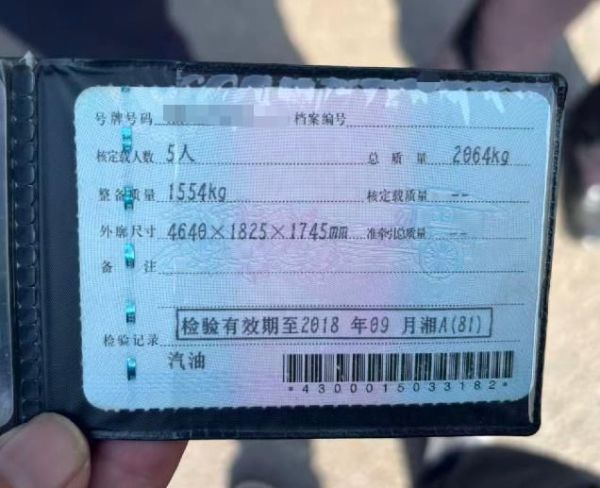 号牌号码 档案编号
核定载人数 5人 总质量 2064kg
整备质量 1554kg 核定载质量 --
外廓尺寸 4640×1825×1745mm 准牵引总质量 --
备注
检验记录 检验有效期至2018 年09 月湘A(81)
汽油
*4300015033182*